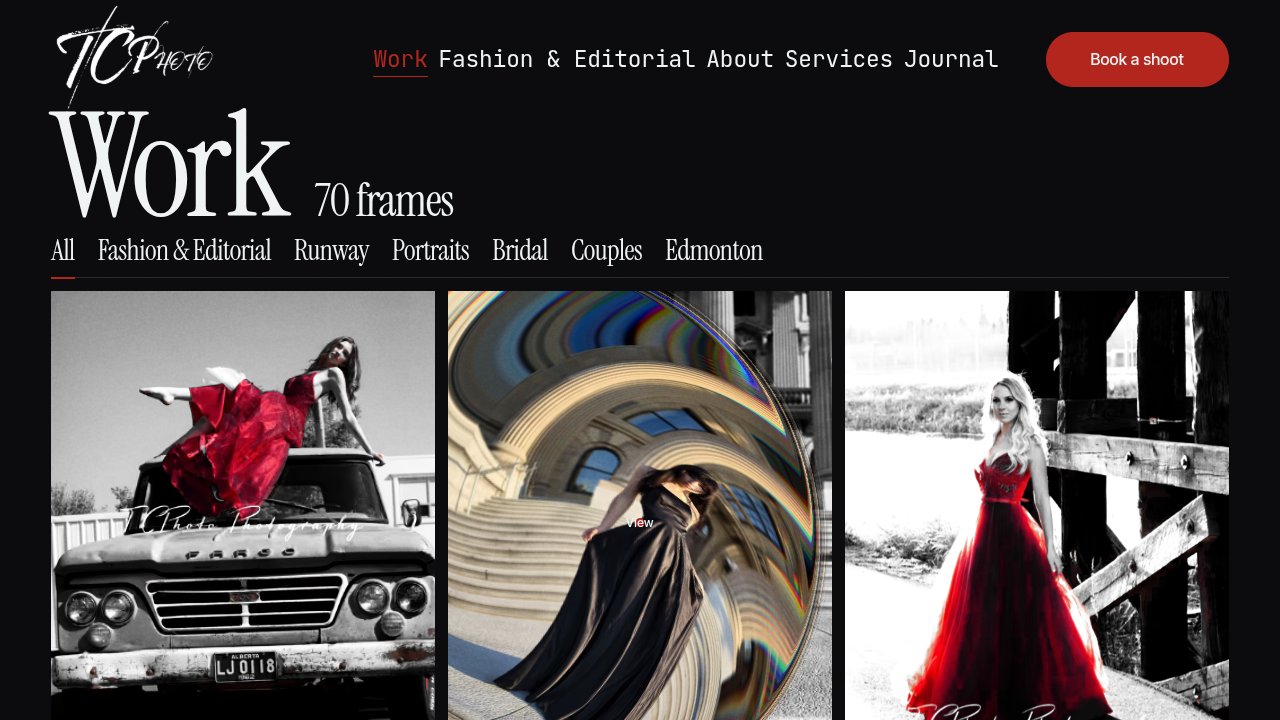 TCPhoto
Work Fashion & Editorial About Services Journal
Book a shoot
Work 70 frames
All Fashion & Editorial Runway Portraits Bridal Couples Edmonton
TCPhoto Photography
View
FARGO
ALBERTA
LJ 0118